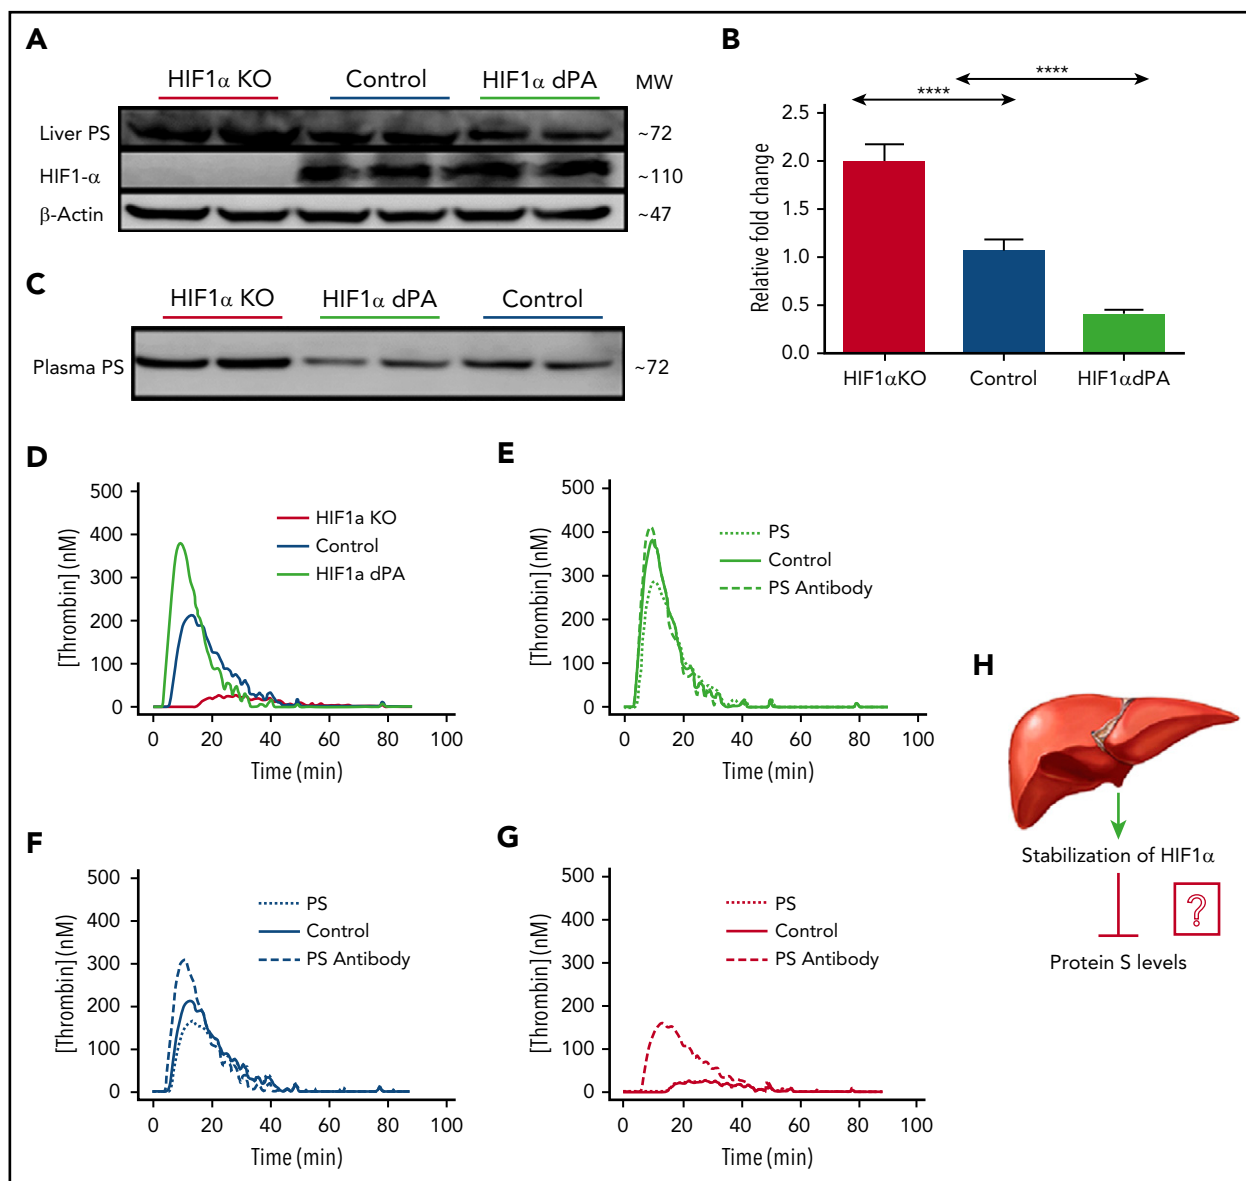 A
HIF1α KO Control HIF1α dPA MW
Liver PS ~72
HIF1-α ~110
β-Actin ~47
B
****
****
Relative fold change
2.5
2.0
1.5
1.0
0.5
0.0
HIF1αKO Control HIF1αdPA
C
HIF1α KO HIF1α dPA Control
Plasma PS ~72
D
[Thrombin] (nM)
500
400
300
200
100
0
HIF1a KO
Control
HIF1a dPA
0 20 40 60 80 100
Time (min)
E
[Thrombin] (nM)
500
400
300
200
100
0
PS
Control
PS Antibody
0 20 40 60 80 100
Time (min)
F
[Thrombin] (nM)
500
400
300
200
100
0
PS
Control
PS Antibody
0 20 40 60 80 100
Time (min)
G
[Thrombin] (nM)
500
400
300
200
100
0
PS
Control
PS Antibody
0 20 40 60 80 100
Time (min)
H
Stabilization of HIF1α
?
Protein S levels